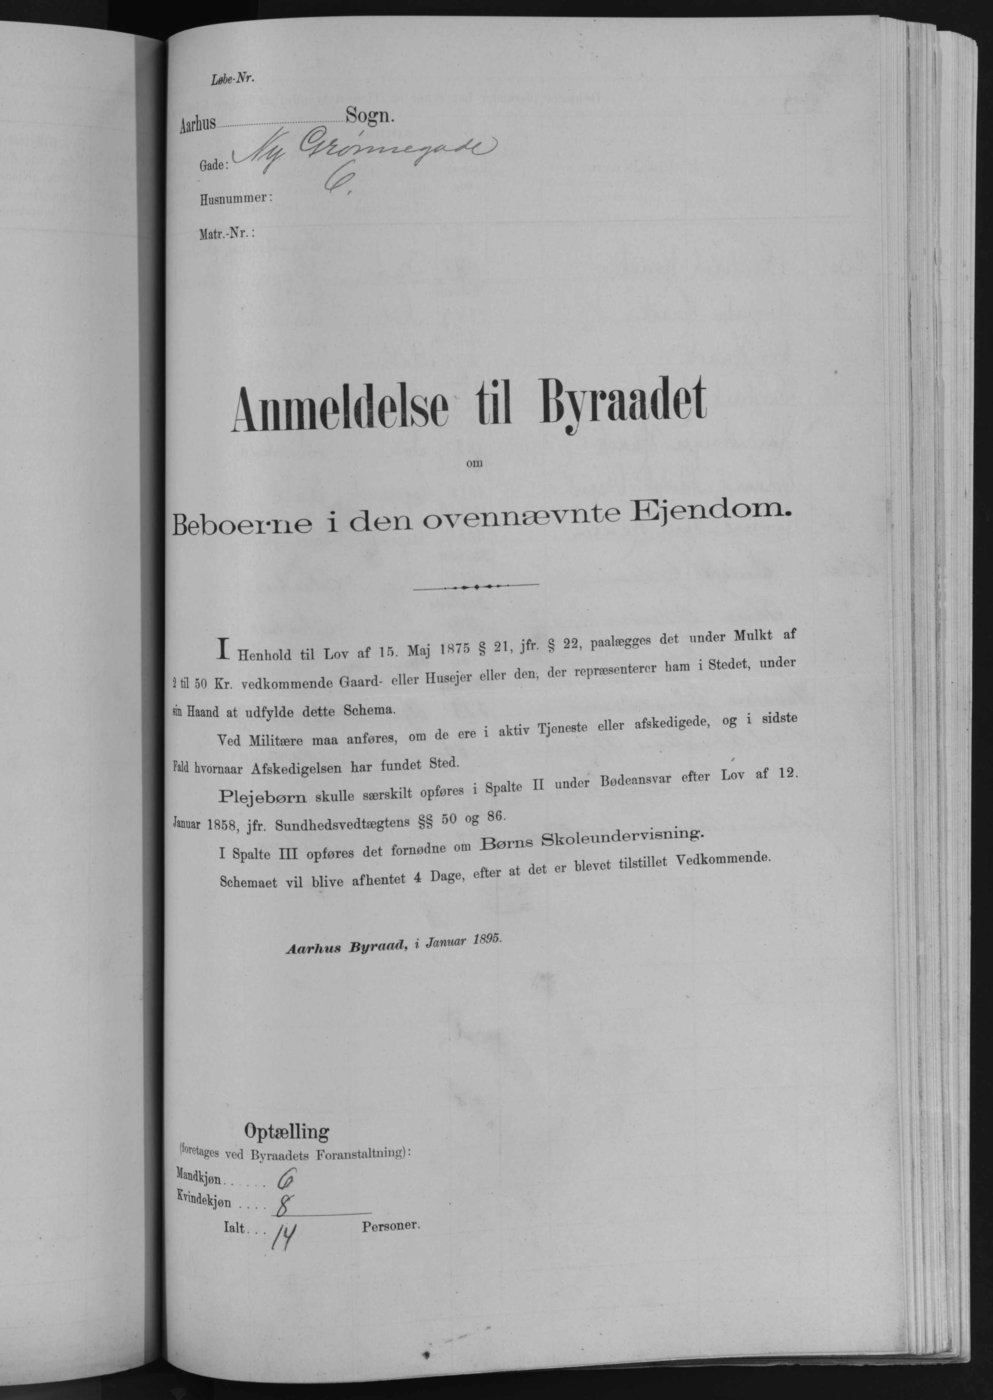 Løbe-Nr.
Aarhus Sogn.
Gade: Ny Grønnegade
Husnummer: 6.
Matr.-Nr.:
Anmeldelse til Byraadet
om
Beboerne i den ovennævnte Ejendom.
I Henhold til Lov af 15. Maj 1875 § 21, jfr. § 22, paalægges det under Mulkt af
2 til 50 Kr. vedkommende Gaard- eller Husejer eller den, der repræsenterer ham i Stedet, under
sin Haand at udfylde dette Schema.
Ved Militære maa anføres, om de ere i aktiv Tjeneste eller afskedigede, og i sidste
Fald hvornaar Afskedigelsen har fundet Sted.
Plejebørn skulle særskilt opføres i Spalte II under Bødeansvar efter Lov af 12.
Januar 1858, jfr. Sundhedsvedtægtens §§ 50 og 86.
I Spalte III opføres det fornødne om Børns Skoleundervisning.
Schemaet vil blive afhentet 4 Dage, efter at det er blevet tilstillet Vedkommende.
Aarhus Byraad, i Januar 1895.
Optælling
(foretages ved Byraadets Foranstaltning):
Mandkjøn..... 6
Kvindekjøn .... 8
Ialt... 14 Personer.